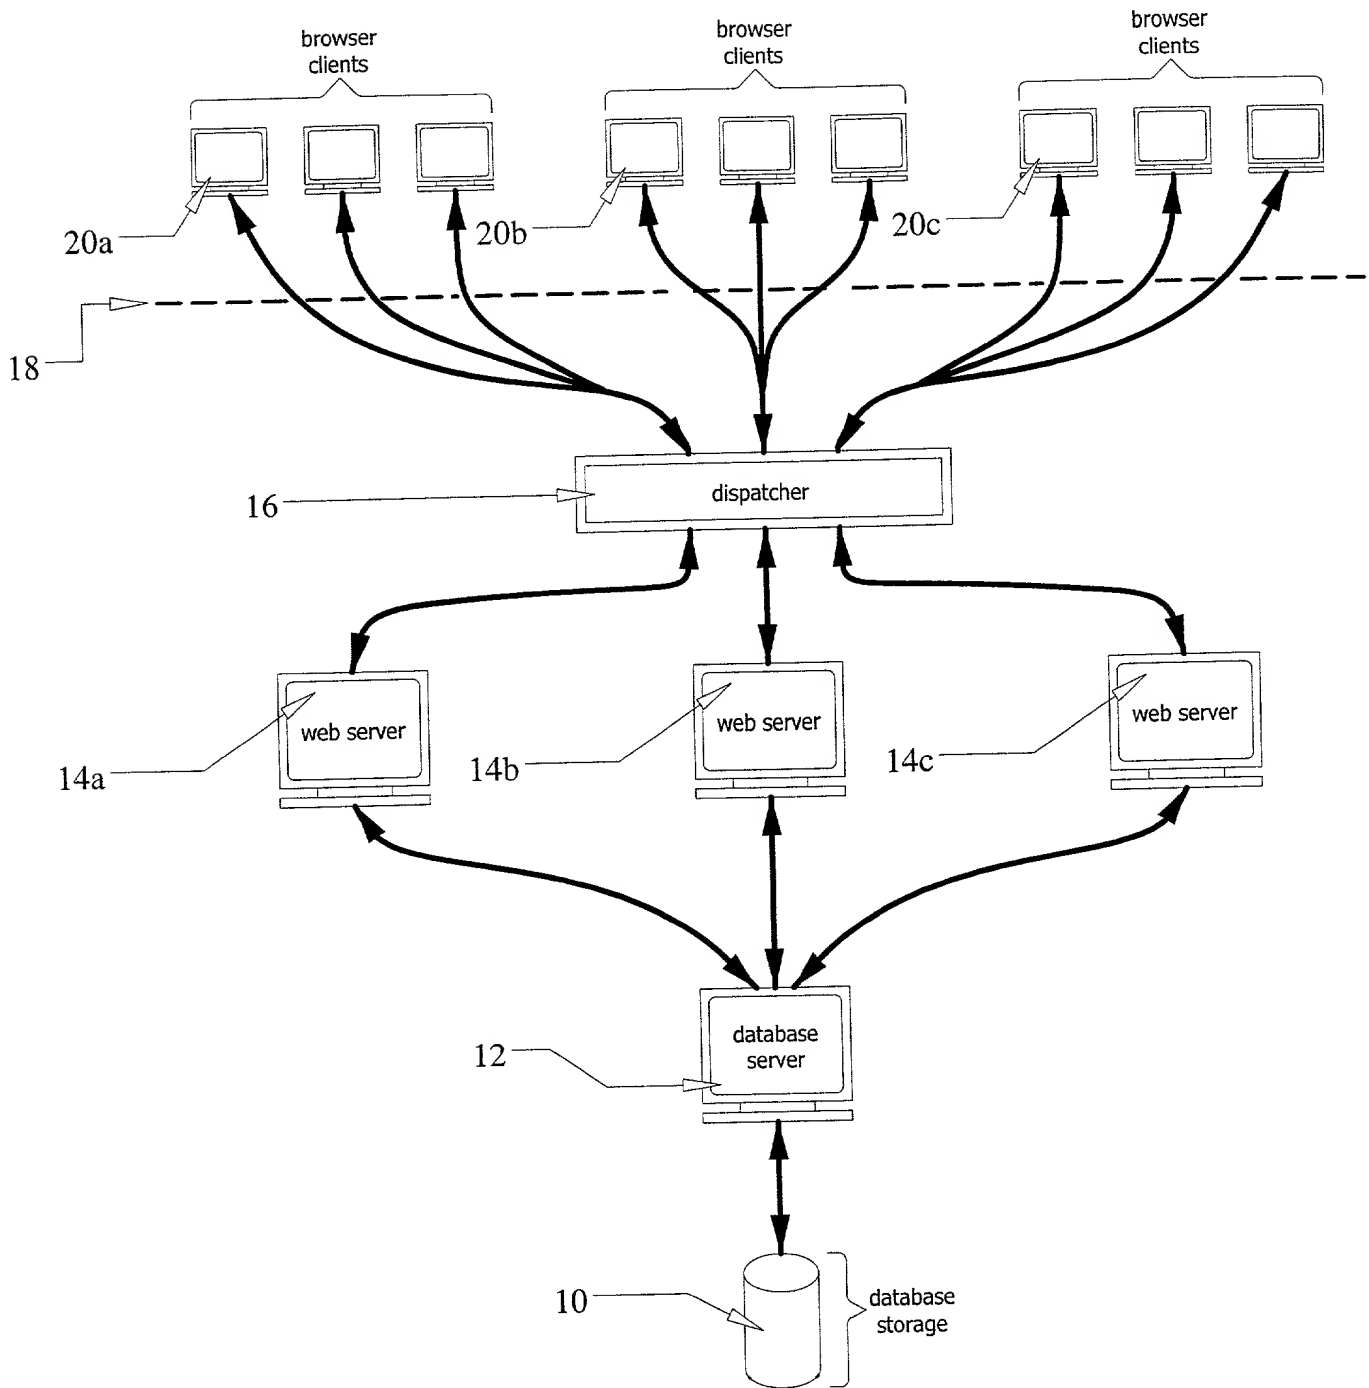 browser
clients
browser
clients
browser
clients
20a
20b
20c
18
16
dispatcher
web server
web server
web server
14a
14b
14c
database
server
12
10
database
storage